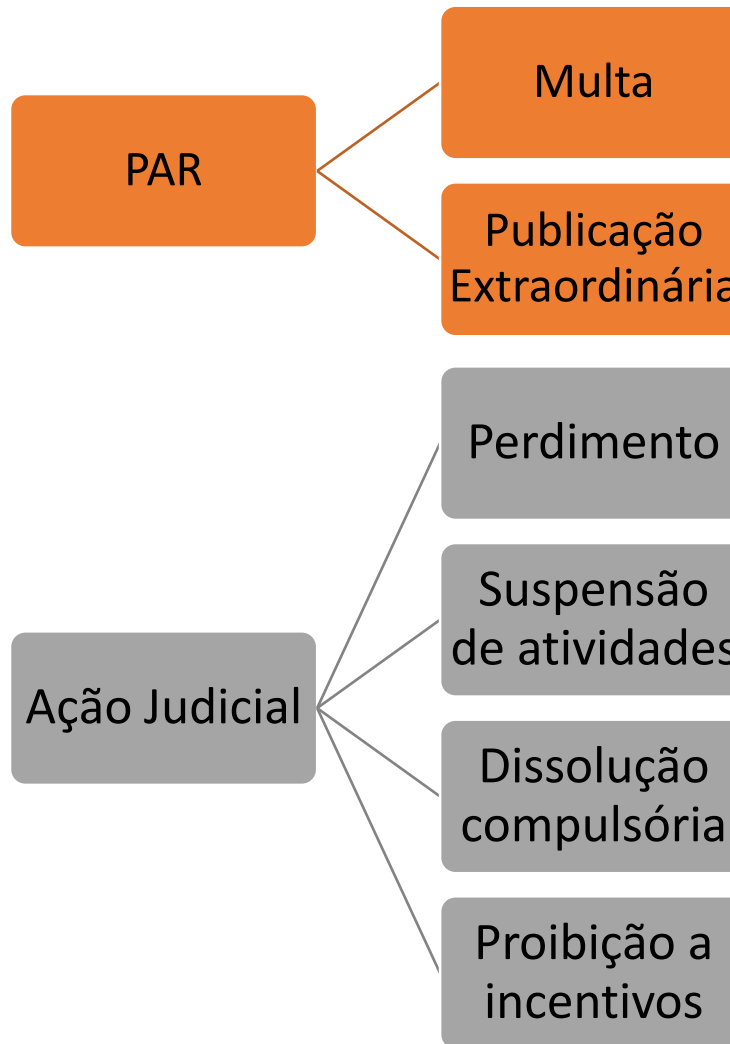 PAR
Multa
Publicação
Extraordinária
Ação Judicial
Perdimento
Suspensão
de atividades
Dissolução
compulsória
Proibição a
incentivos